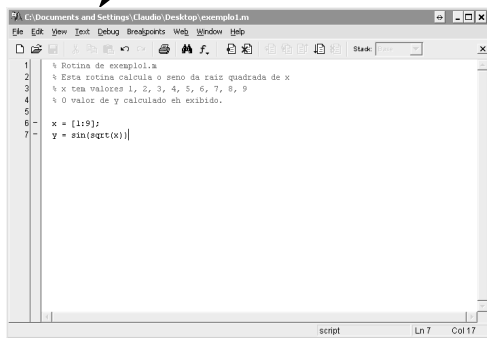 C:\Documents and Settings\Claudio\Desktop\exemplo1.m
File Edit View Text Debug Breakpoints Web Window Help
Stack:
1 % Rotina de exemplo1.m
2 % Esta rotina calcula o seno da raiz quadrada de x
3 % x tem valores 1, 2, 3, 4, 5, 6, 7, 8, 9
4 % O valor de y calculado eh exibido.
5
6 - x = [1:9];
7 - y = sin(sqrt(x))
script Ln 7 Col 17